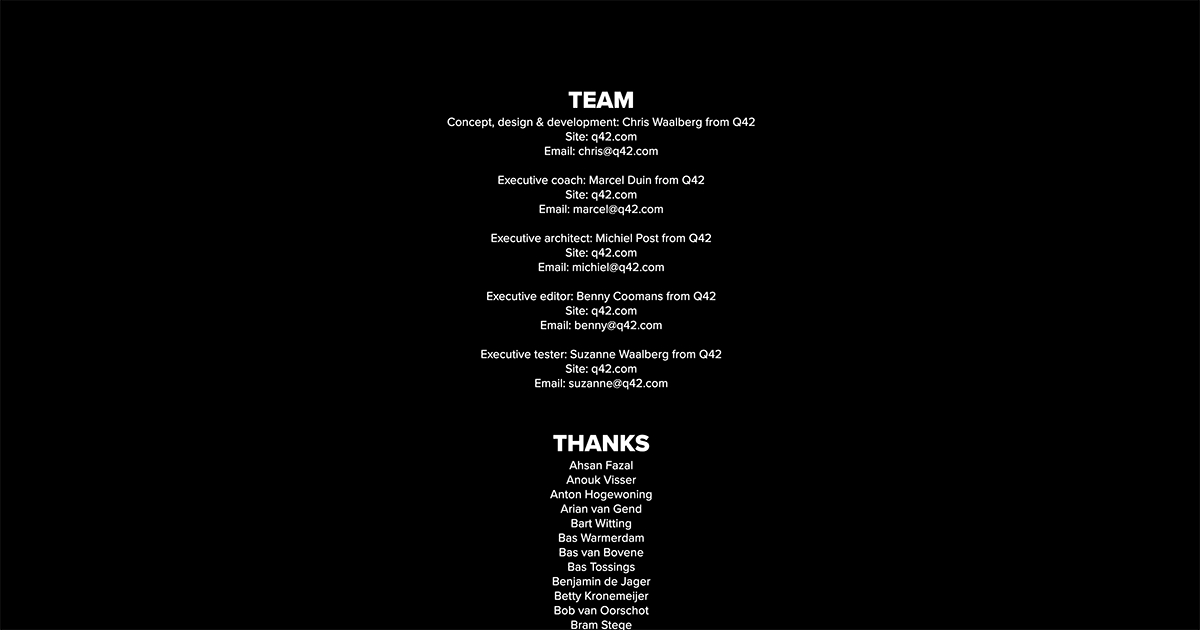 TEAM
Concept, design & development: Chris Waalberg from Q42
Site: q42.com
Email: chris@q42.com
Executive coach: Marcel Duin from Q42
Site: q42.com
Email: marcel@q42.com
Executive architect: Michiel Post from Q42
Site: q42.com
Email: michiel@q42.com
Executive editor: Benny Coomans from Q42
Site: q42.com
Email: benny@q42.com
Executive tester: Suzanne Waalberg from Q42
Site: q42.com
Email: suzanne@q42.com
THANKS
Ahsan Fazal
Anouk Visser
Anton Hogewoning
Arian van Gend
Bart Witting
Bas Warmerdam
Bas van Bovene
Bas Tossings
Benjamin de Jager
Betty Kronemeijer
Bob van Oorschot
Bram Stege